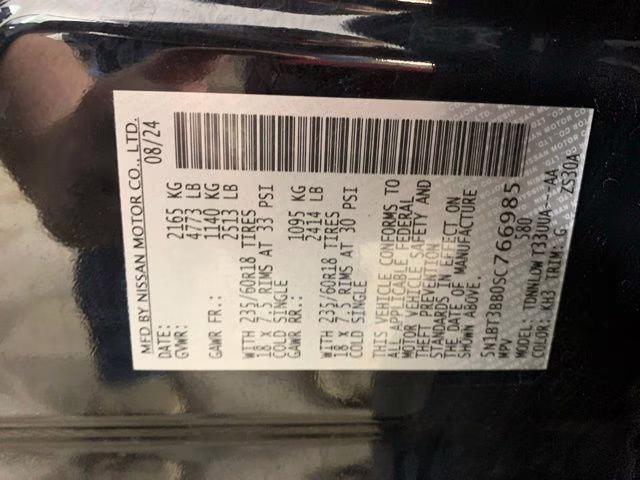 MFD BY NISSAN MOTOR CO., LTD.
DATE: 08/24
GVWR: 2165 KG
4773 LB
GAWR FR.: 1140 KG
2513 LB
WITH 235/60R18 TIRES
18 x 7.5 RIMS AT 33 PSI
COLD SINGLE
GAWR RR.: 1095 KG
2414 LB
WITH 235/60R18 TIRES
18 x 7.5 RIMS AT 30 PSI
COLD SINGLE
THIS VEHICLE CONFORMS TO
ALL APPLICABLE FEDERAL
MOTOR VEHICLE SAFETY AND
THEFT PREVENTION
STANDARDS IN EFFECT ON
THE DATE OF MANUFACTURE
SHOWN ABOVE.
5N1BT3BB0SC766985
MPV 580
MODEL: TDNNLOW T33UUA---AA
COLOR: KH3 TRIM: G ZS30A